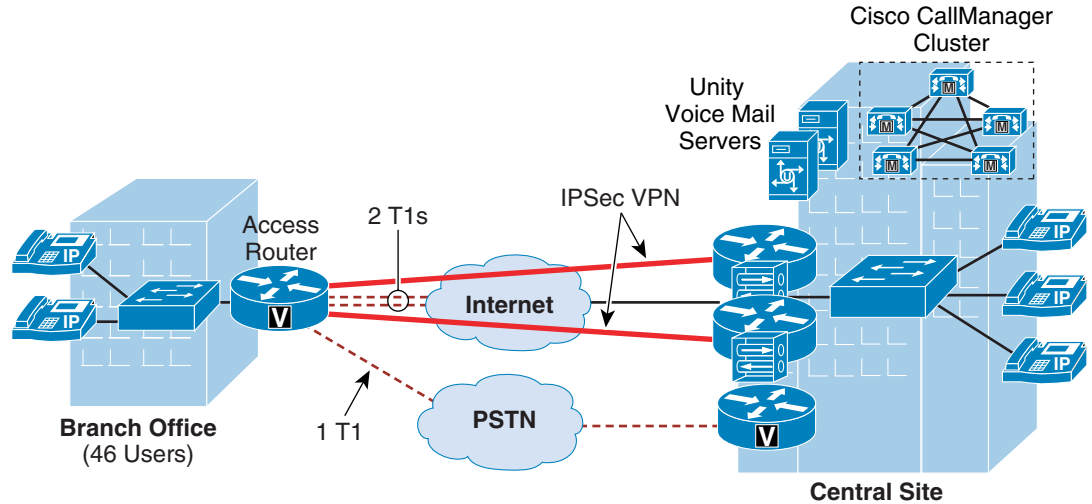 Cisco CallManager
Cluster
M
M
M
M
M
Unity
Voice Mail
Servers
U
IPSec VPN
2 T1s
Access
Router
IP
IP
V
Internet
IP
IP
IP
1 T1
PSTN
V
Branch Office
(46 Users)
Central Site